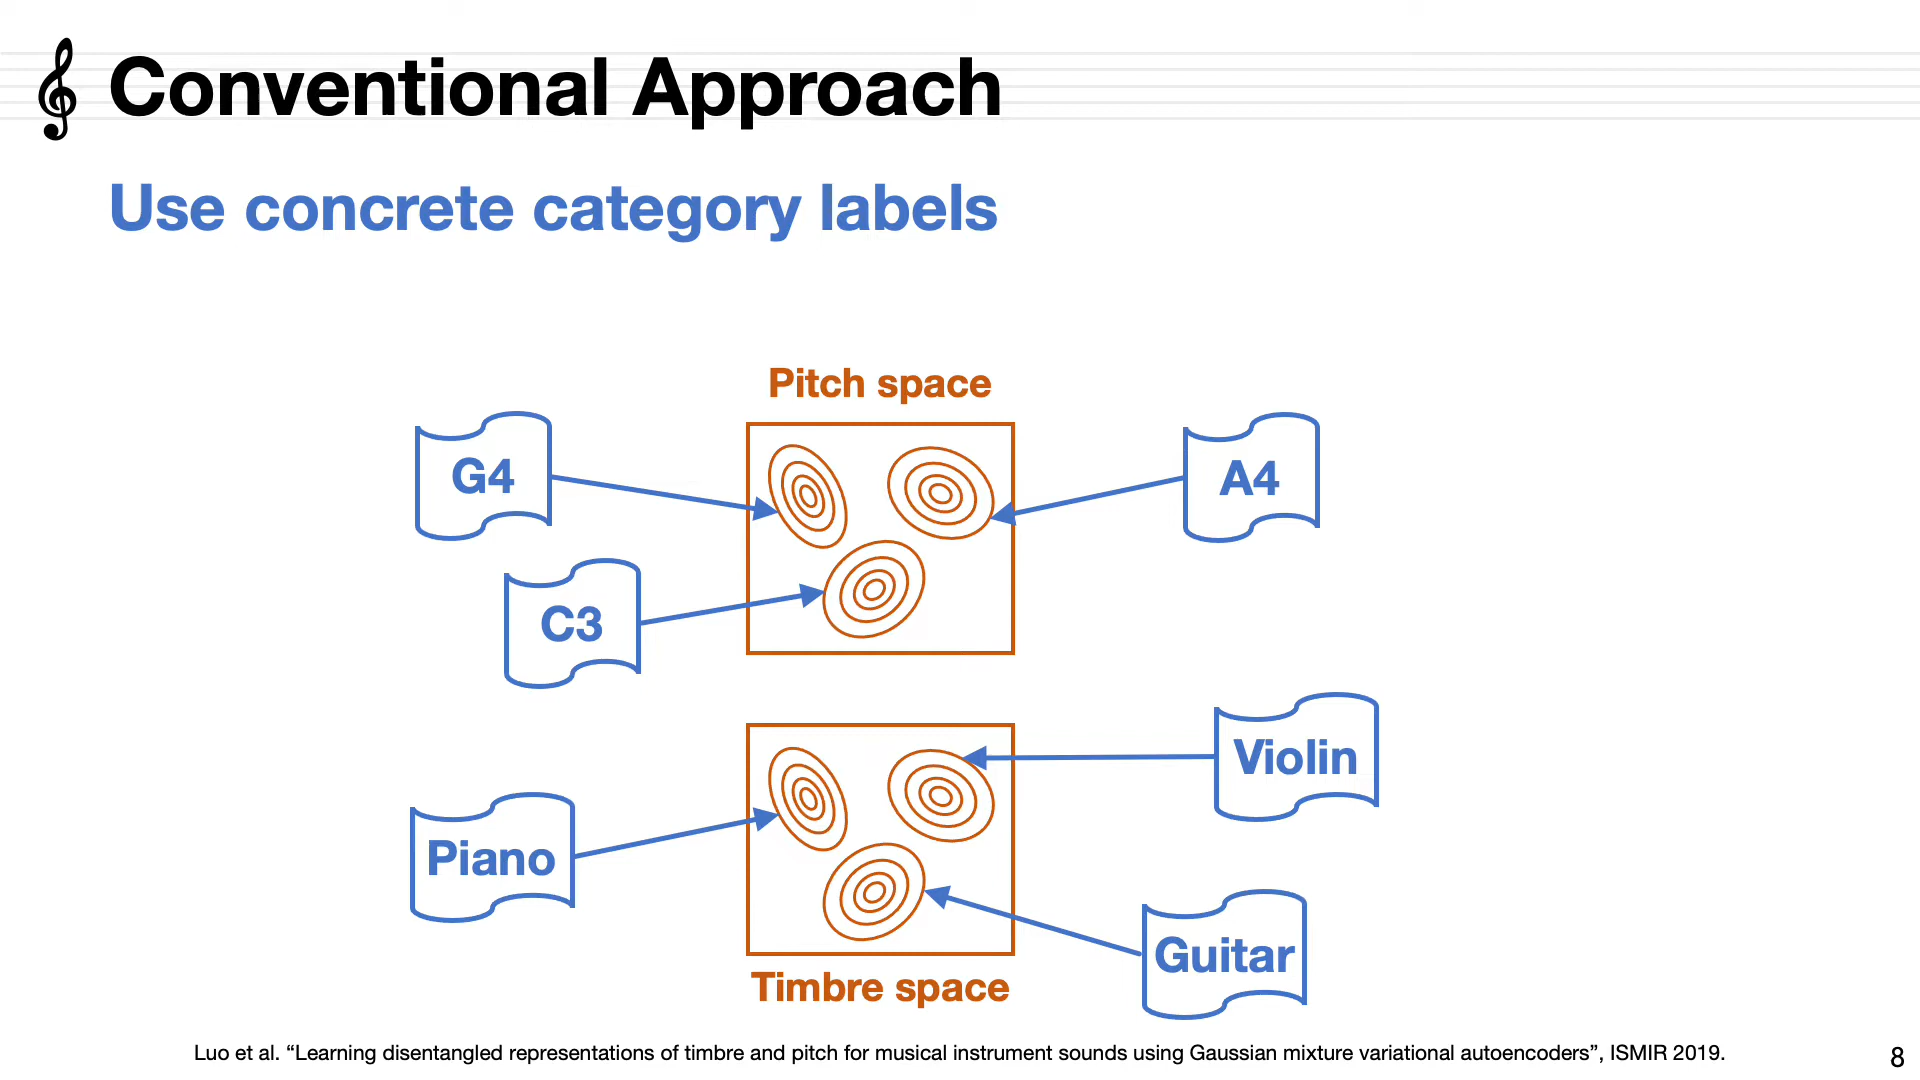 Conventional Approach
Use concrete category labels
Pitch space
G4
A4
C3
Violin
Piano
Guitar
Timbre space
Luo et al. “Learning disentangled representations of timbre and pitch for musical instrument sounds using Gaussian mixture variational autoencoders”, ISMIR 2019.
8